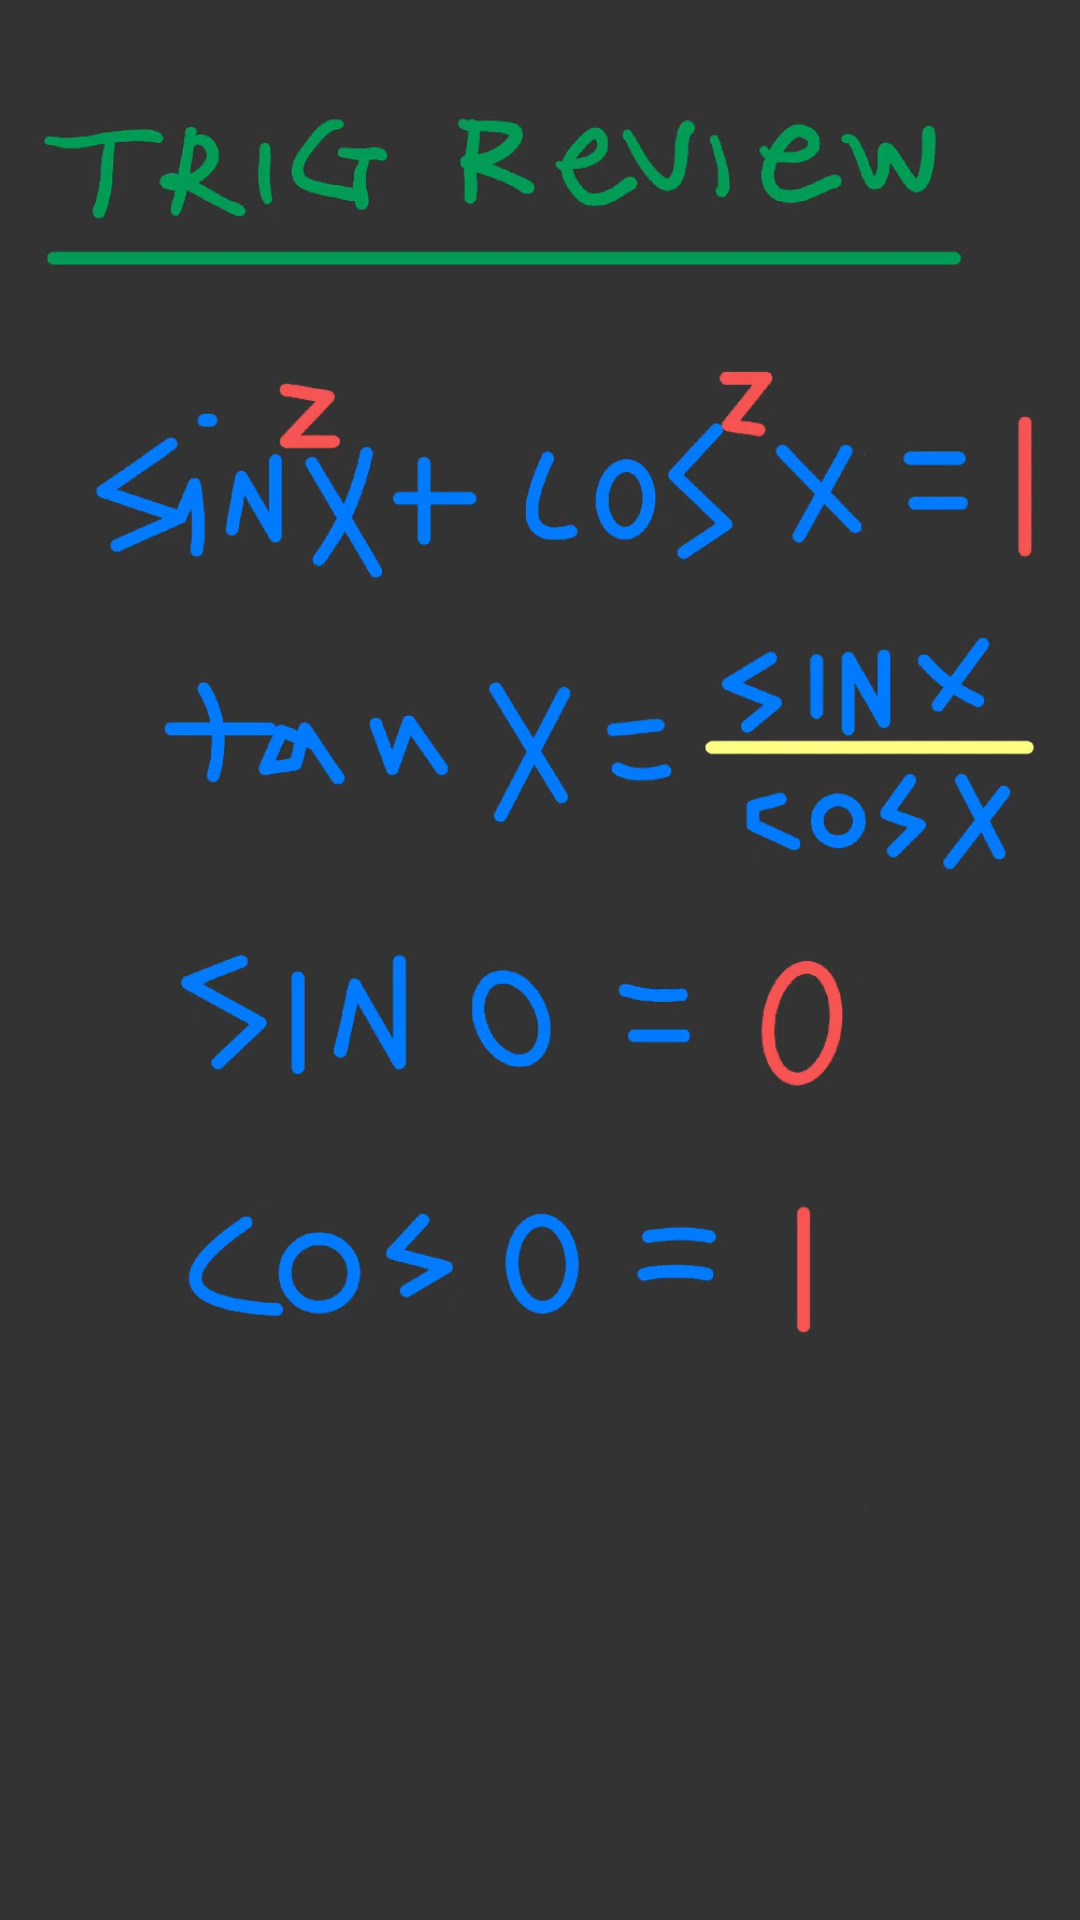 TRIG REVIEW
sin²x + cos²x = 1
tan x = sin x / cos x
SIN 0 = 0
cos 0 = 1